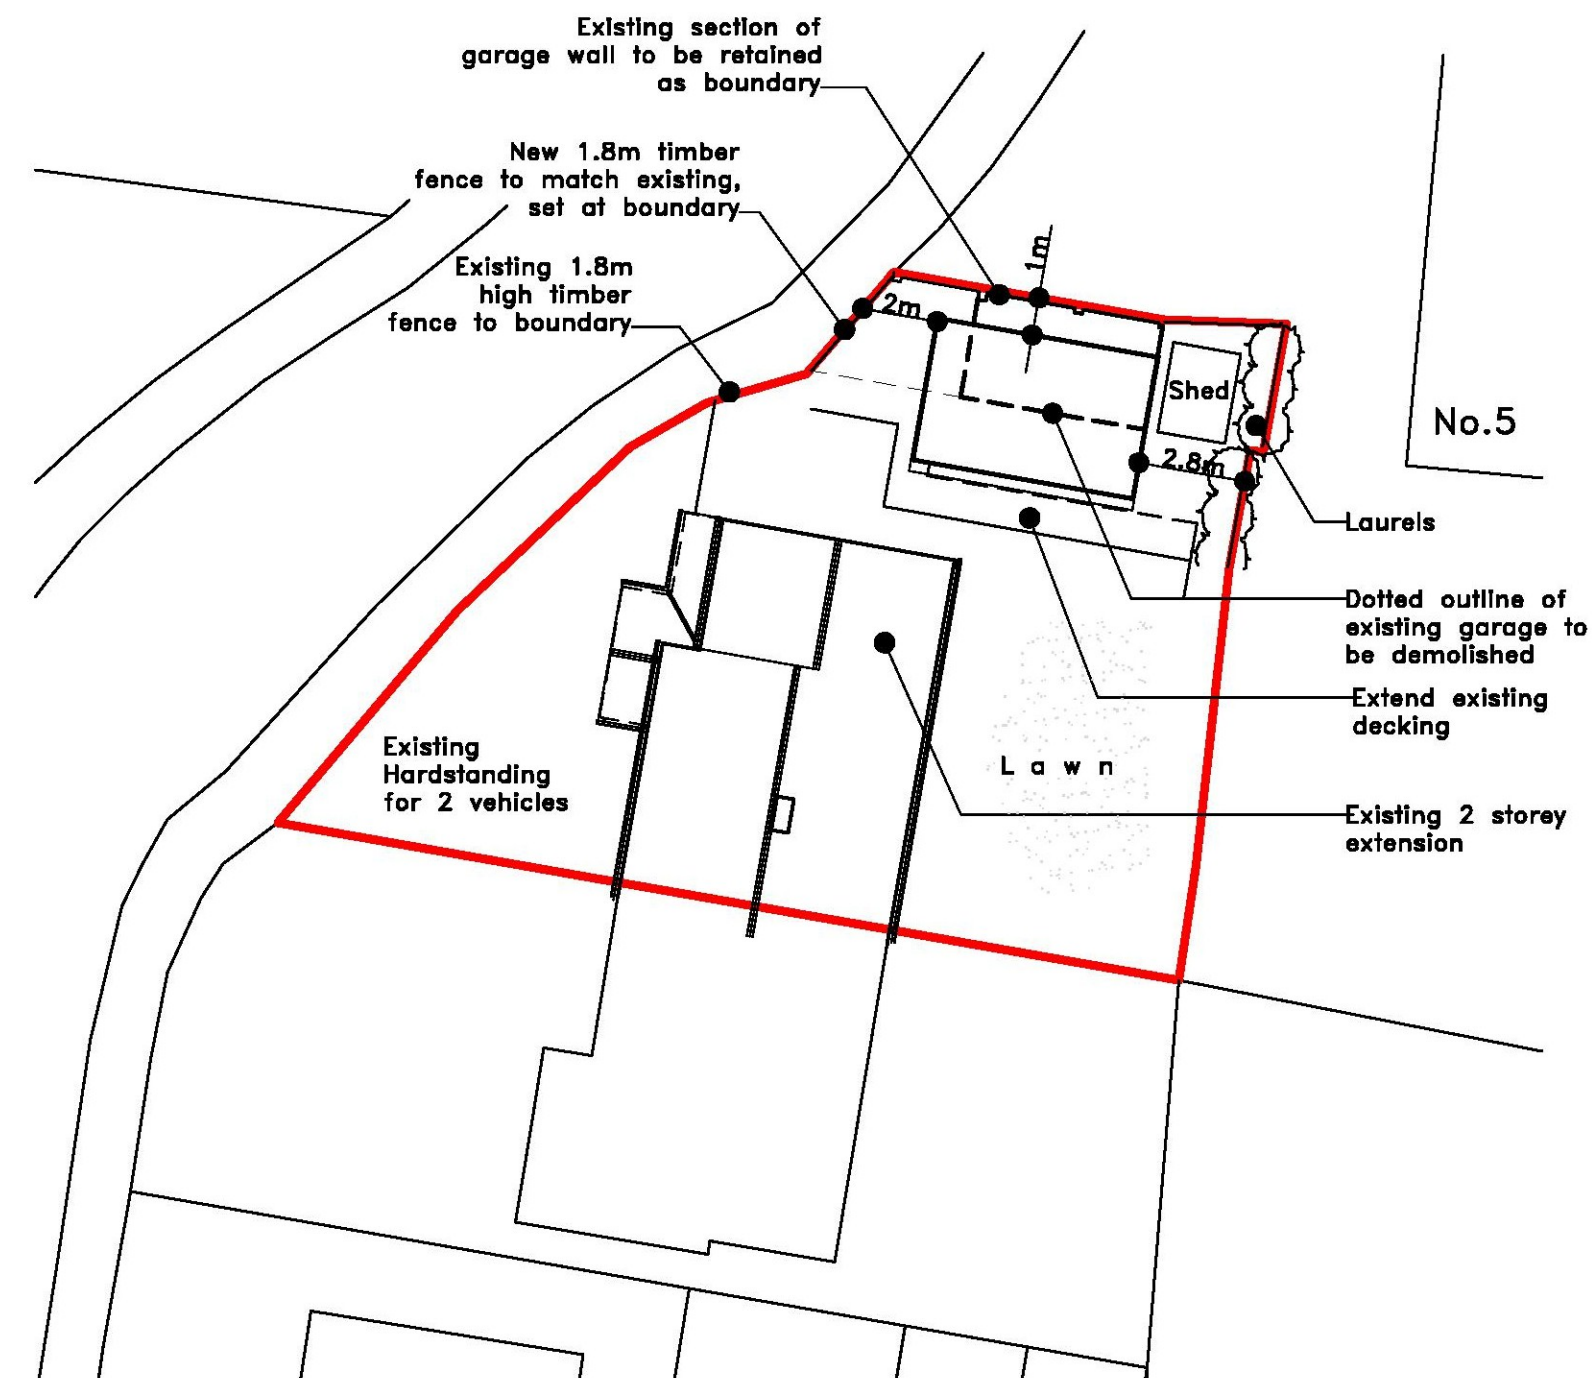 Existing section of
garage wall to be retained
as boundary
New 1.8m timber
fence to match existing,
set at boundary
Existing 1.8m
high timber
fence to boundary
1m
2m
Shed
No.5
2.8m
Laurels
Dotted outline of
existing garage to
be demolished
Extend existing
decking
Lawn
Existing
Hardstanding
for 2 vehicles
Existing 2 storey
extension